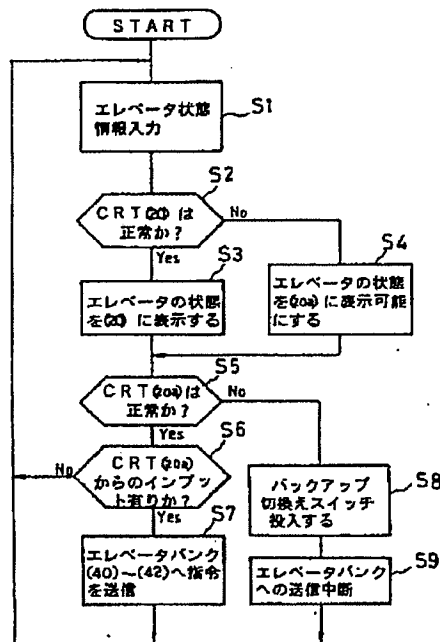 START
エレベータ状態
情報入力
S1
CRT(20)は
正常か?
S2
No
Yes
S3
エレベータの状態
を(20)に表示する
S4
エレベータの状態
を(20a)に表示可能
にする
S5
CRT(20a)は
正常か?
No
Yes
S6
CRT(20a)
からのインプッ
ト有りか?
No
Yes
S7
エレベータバンク
(40)~(42)へ指令
を送信
バックアップ
切換えスイッチ
投入する
S8
エレベータバンク
への送信中断
S9